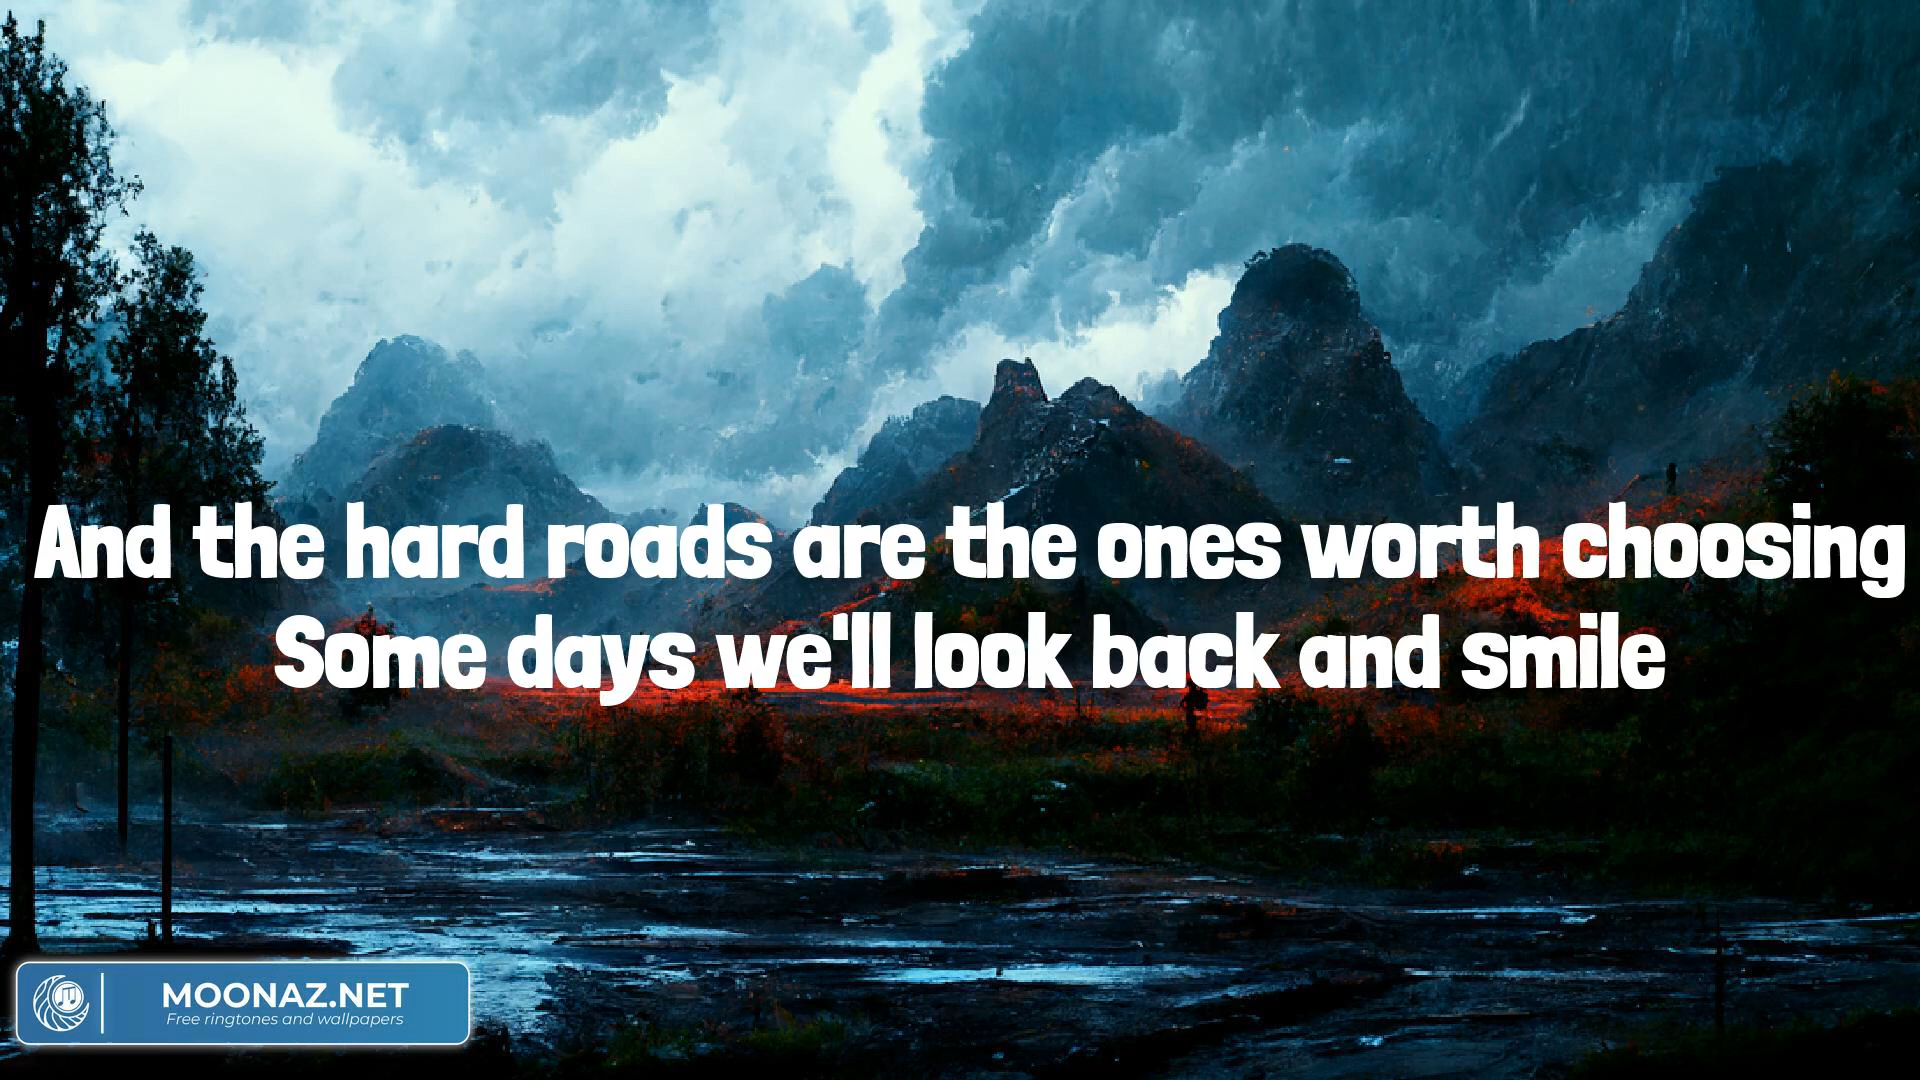 And the hard roads are the ones worth choosing
Some days we'll look back and smile
MOONAZ.NET
Free ringtones and wallpapers